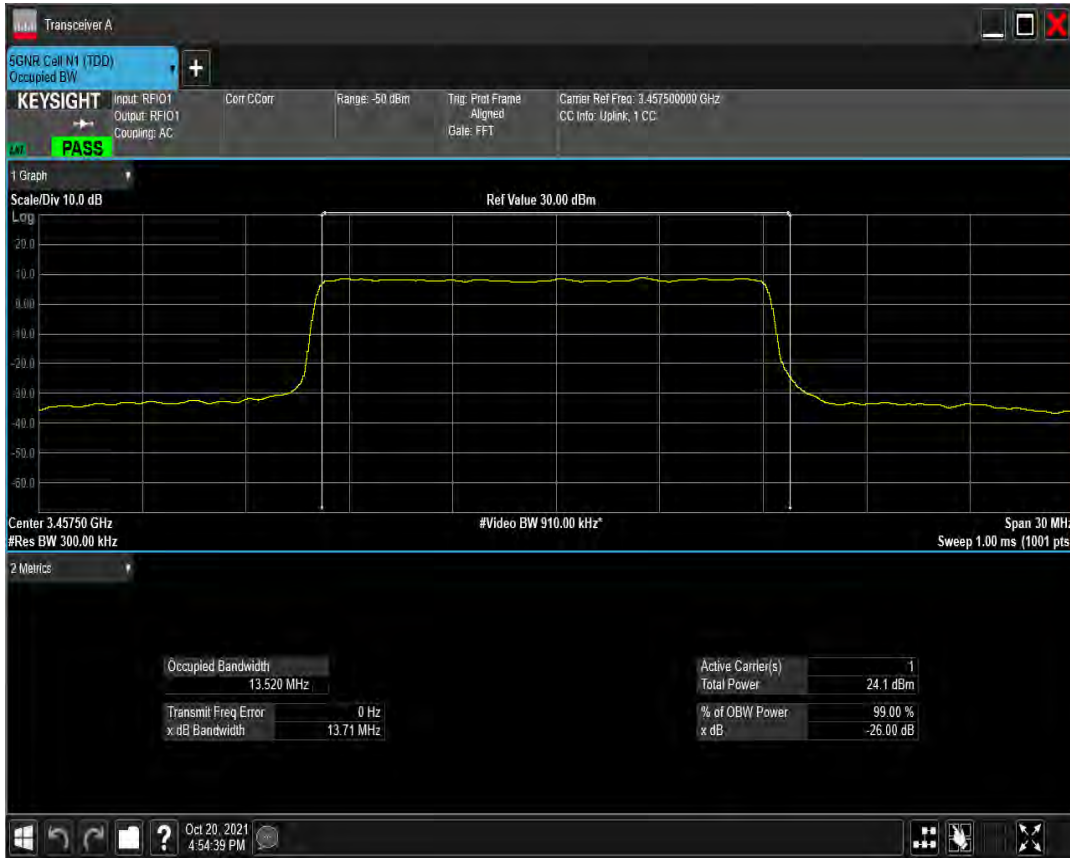 Transceiver A
5GNR Cell N1 (TDD)
Occupied BW
+
KEYSIGHT
Input: RFIO1
Output: RFIO1
Coupling: AC
Corr CCorr
Range: -50 dBm
Trig: Prot Frame
Aligned
Gate: FFT
Carrier Ref Freq: 3.457500000 GHz
CC Info: Uplink, 1 CC
PASS
1 Graph
Scale/Div 10.0 dB
Ref Value 30.00 dBm
Log
20.0
10.0
0.00
-10.0
-20.0
-30.0
-40.0
-50.0
-60.0
Center 3.45750 GHz
#Video BW 910.00 kHz*
Span 30 MHz
#Res BW 300.00 kHz
Sweep 1.00 ms (1001 pts
2 Metrics
Occupied Bandwidth
13.520 MHz
Transmit Freq Error 0 Hz
x dB Bandwidth 13.71 MHz
Active Carrier(s) 1
Total Power 24.1 dBm
% of OBW Power 99.00 %
x dB -26.00 dB
?
Oct 20, 2021
4:54:39 PM